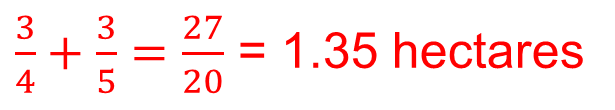 3/4 + 3/5 = 27/20 = 1.35 hectares